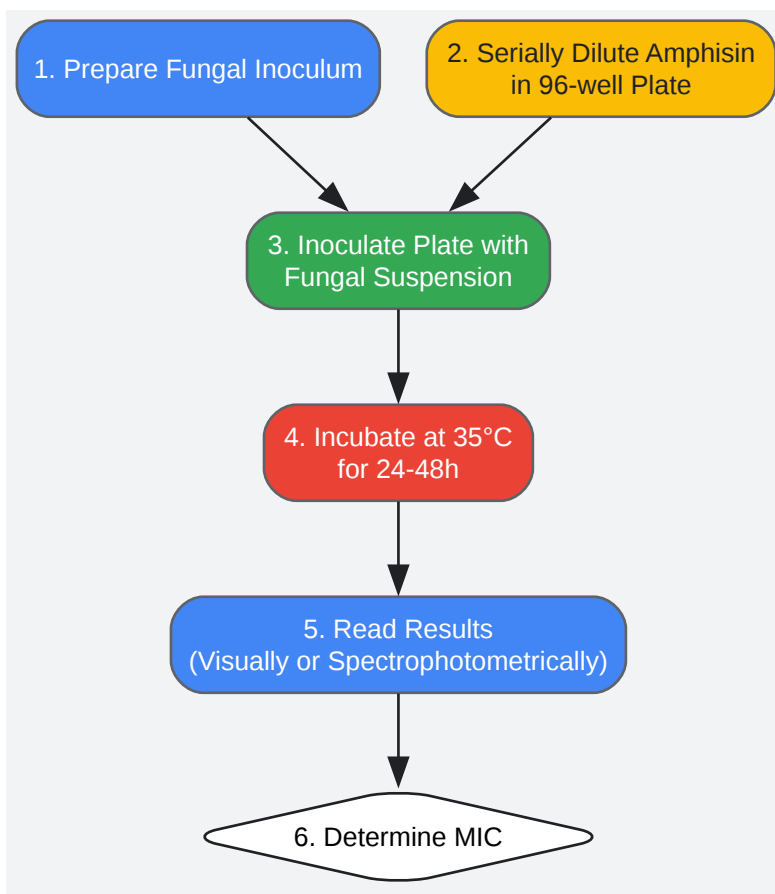 1. Prepare Fungal Inoculum
2. Serially Dilute Amphisin
in 96-well Plate
3. Inoculate Plate with
Fungal Suspension
4. Incubate at 35°C
for 24-48h
5. Read Results
(Visually or Spectrophotometrically)
6. Determine MIC